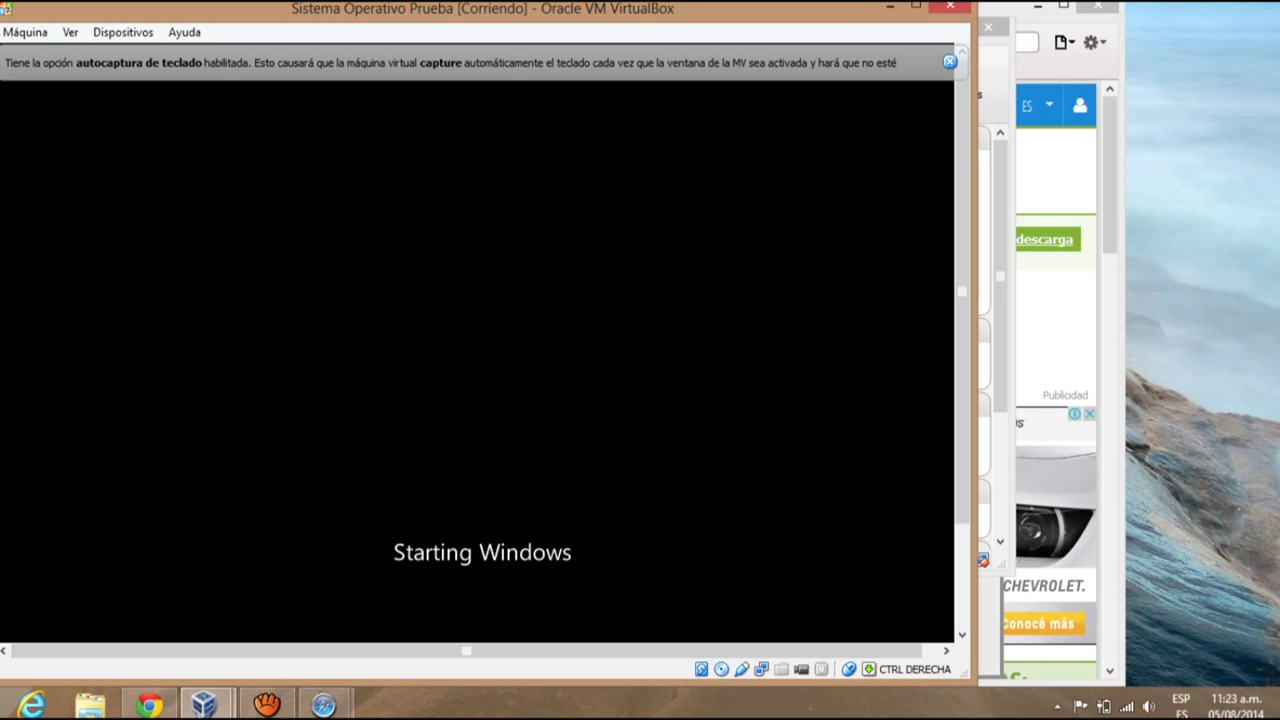 Sistema Operativo Prueba [Corriendo] - Oracle VM VirtualBox
Máquina Ver Dispositivos Ayuda
Tiene la opción autocaptura de teclado habilitada. Esto causará que la máquina virtual capture automáticamente el teclado cada vez que la ventana de la MV sea activada y hará que no esté
s
ES
descarga
Publicidad
CHEVROLET.
Conocé más
Starting Windows
CTRL DERECHA
ESP
ES
11:23 a.m.
05/08/2014